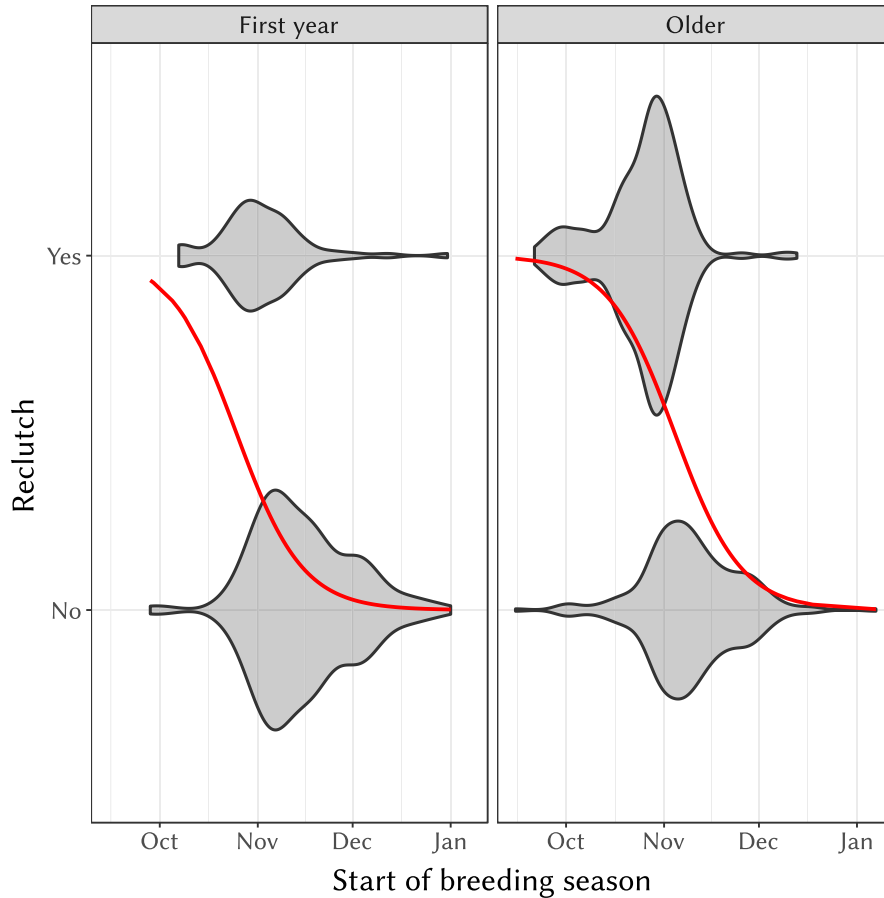 First year
Older
Yes
No
Reclutch
Oct
Nov
Dec
Jan
Oct
Nov
Dec
Jan
Start of breeding season